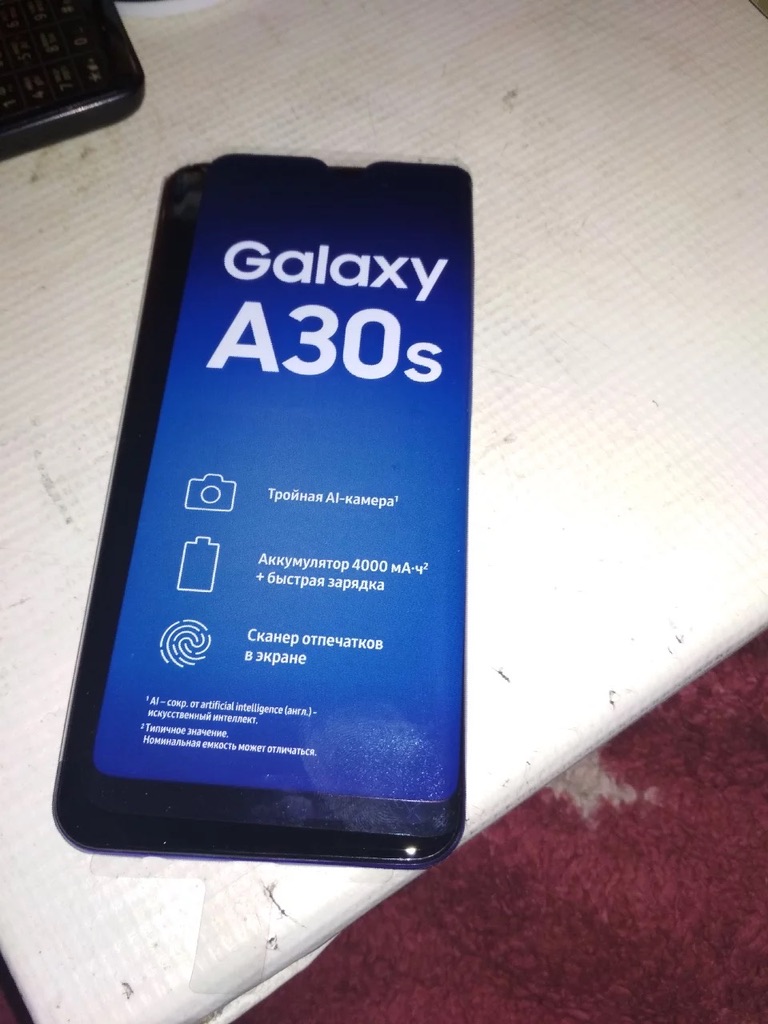 Galaxy
A30s
Тройная AI-камера¹
Аккумулятор 4000 мА·ч²
+ быстрая зарядка
Сканер отпечатков
в экране
¹ AI – сокр. от artificial intelligence (англ.) -
искусственный интеллект.
² Типичное значение.
Номинальная емкость может отличаться.